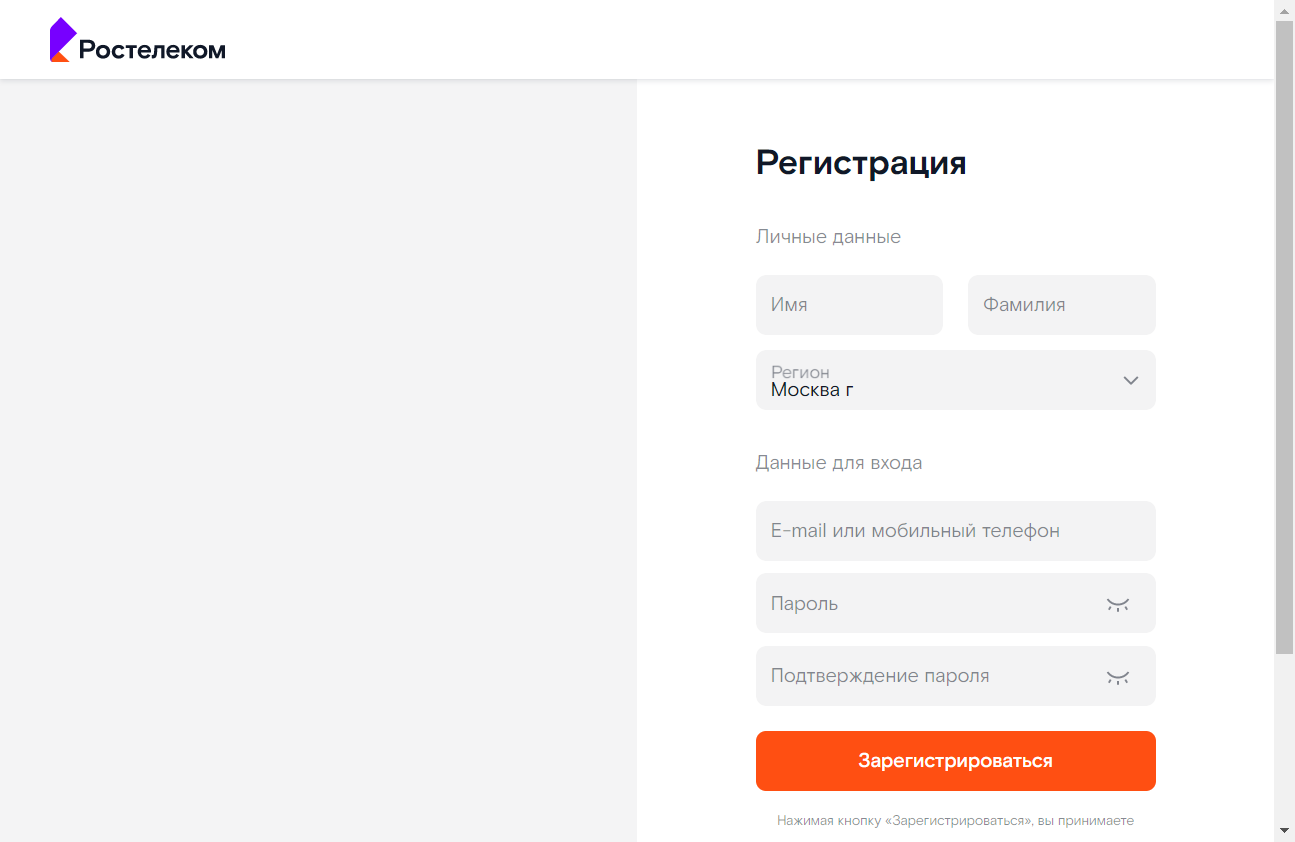 Ростелеком
Регистрация
Личные данные
Имя
Фамилия
Регион
Москва г
Данные для входа
E-mail или мобильный телефон
Пароль
Подтверждение пароля
Зарегистрироваться
Нажимая кнопку «Зарегистрироваться», вы принимаете